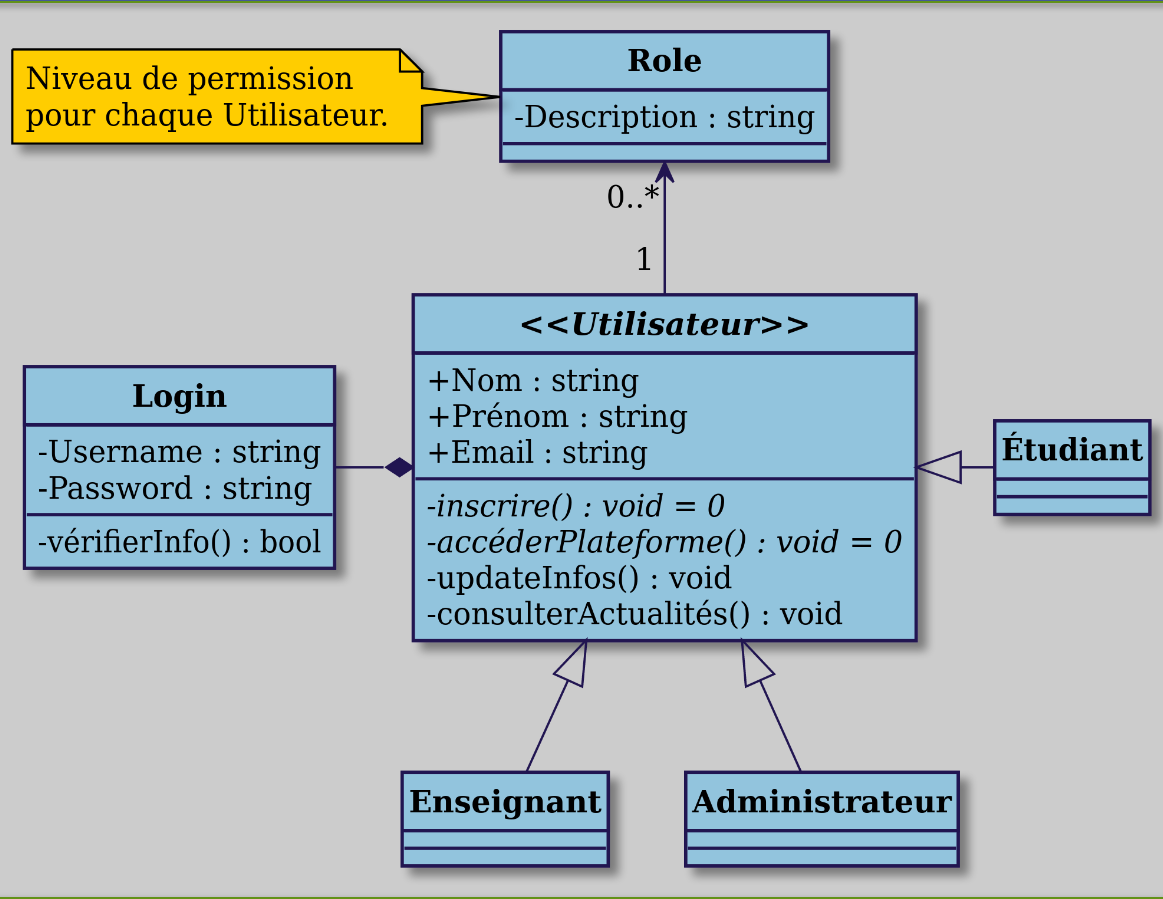 Niveau de permission
pour chaque Utilisateur.
Role
-Description : string
0..*
1
<<Utilisateur>>
+Nom : string
+Prénom : string
+Email : string
-inscrire() : void = 0
-accéderPlateforme() : void = 0
-updateInfos() : void
-consulterActualités() : void
Login
-Username : string
-Password : string
-vérifierInfo() : bool
Étudiant
Enseignant
Administrateur